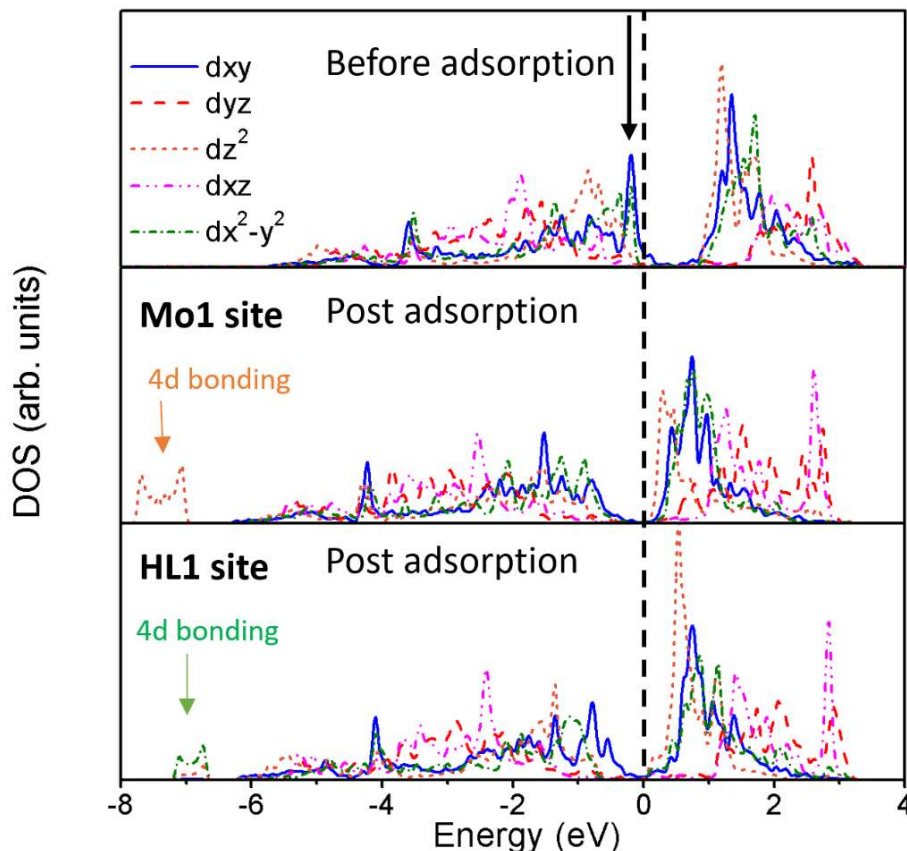 dxy
dyz
dz²
dxz
dx²-y²
Before adsorption
Mo1 site
Post adsorption
4d bonding
HL1 site
Post adsorption
4d bonding
DOS (arb. units)
-8
-6
-4
-2
0
2
4
Energy (eV)